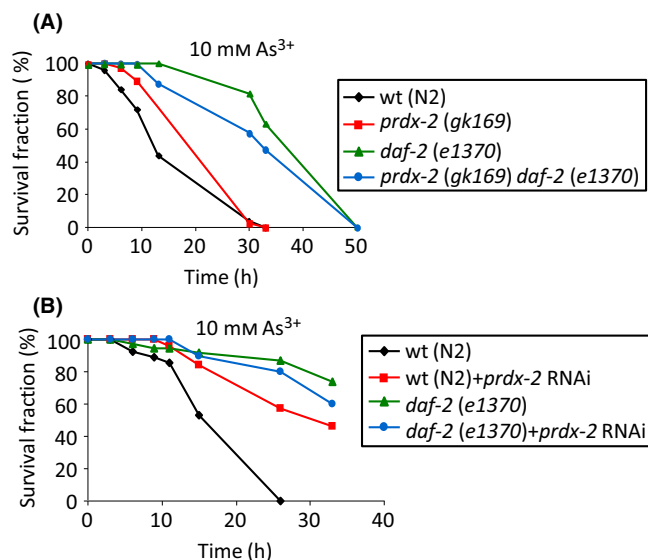 (A)
10 mM As³⁺
Survival fraction (%)
100
80
60
40
20
0
0 10 20 30 40 50
Time (h)
wt (N2)
prdx-2 (gk169)
daf-2 (e1370)
prdx-2 (gk169) daf-2 (e1370)
(B)
10 mM As³⁺
Survival fraction (%)
100
80
60
40
20
0
0 10 20 30 40
Time (h)
wt (N2)
wt (N2)+prdx-2 RNAi
daf-2 (e1370)
daf-2 (e1370)+prdx-2 RNAi